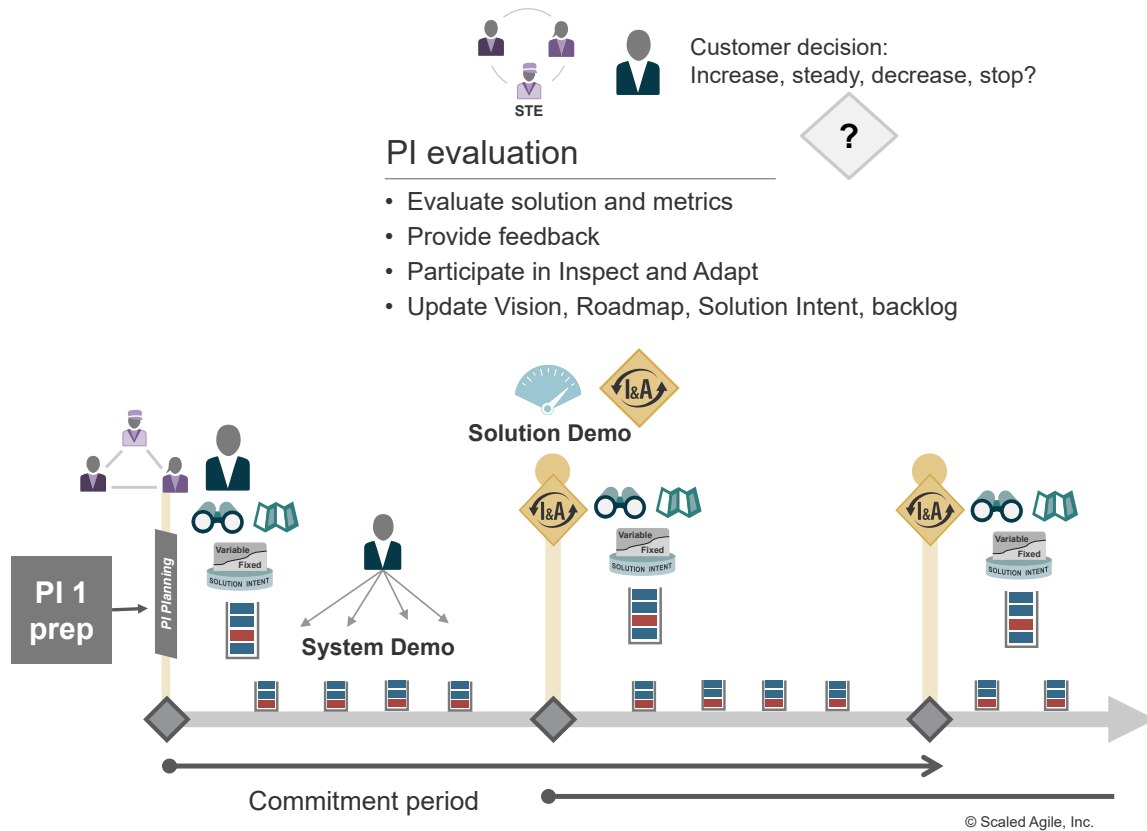 Customer decision:
Increase, steady, decrease, stop?
STE
?
PI evaluation
• Evaluate solution and metrics
• Provide feedback
• Participate in Inspect and Adapt
• Update Vision, Roadmap, Solution Intent, backlog
I&A
Solution Demo
I&A
I&A
Variable
Fixed
SOLUTION INTENT
Variable
Fixed
SOLUTION INTENT
Variable
Fixed
SOLUTION INTENT
PI 1
prep
PI Planning
System Demo
Commitment period
© Scaled Agile, Inc.